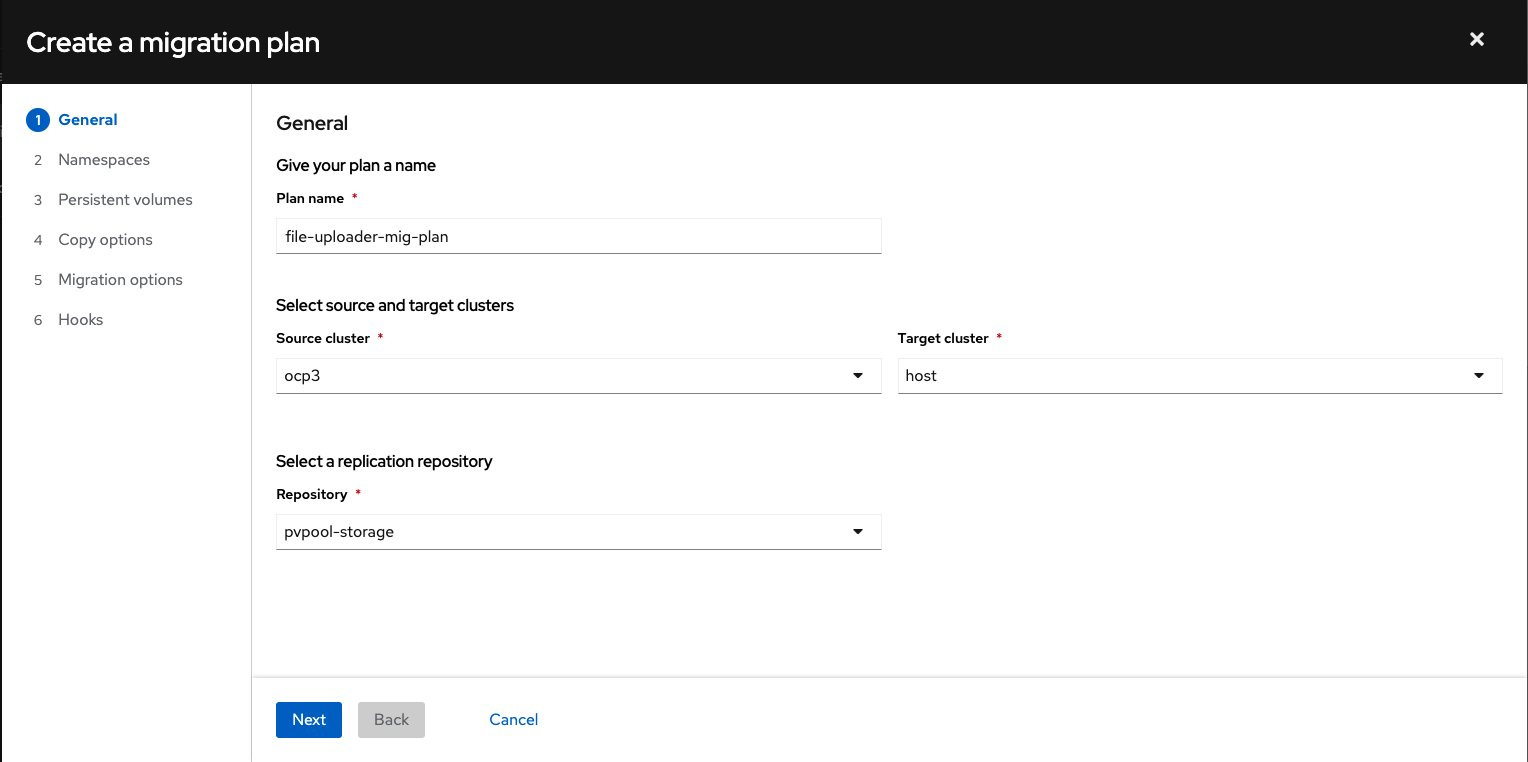 Create a migration plan
1 General
2 Namespaces
3 Persistent volumes
4 Copy options
5 Migration options
6 Hooks
General
Give your plan a name
Plan name *
file-uploader-mig-plan
Select source and target clusters
Source cluster * Target cluster *
ocp3 host
Select a replication repository
Repository *
pvpool-storage
Next Back Cancel